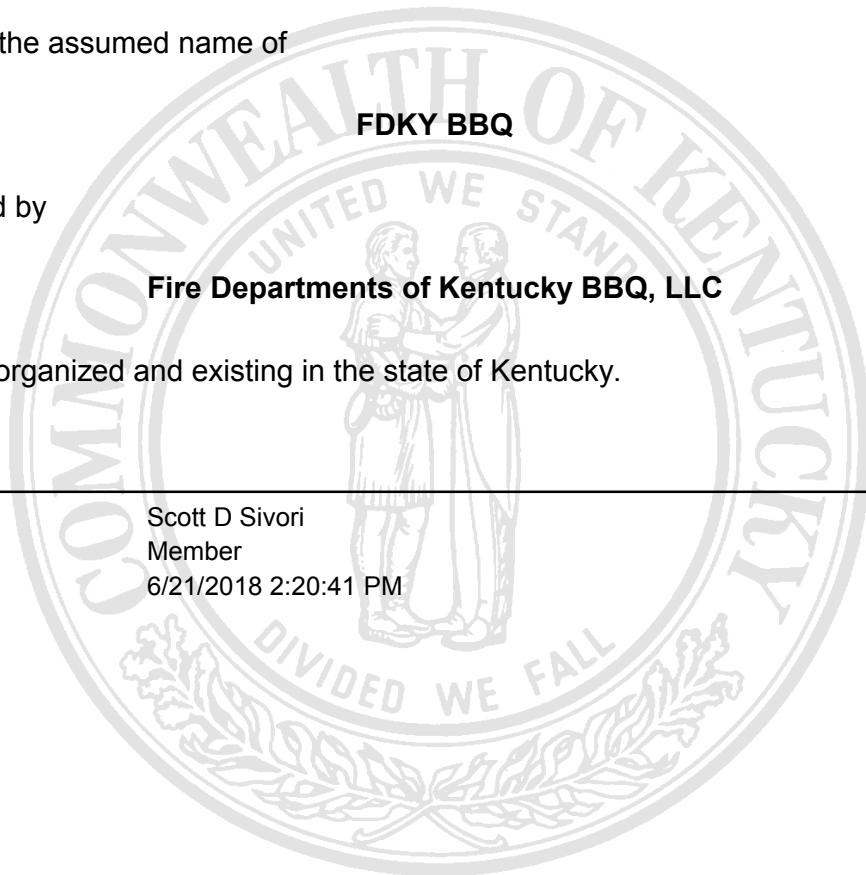 the assumed name of
FDKY BBQ
d by
Fire Departments of Kentucky BBQ, LLC
organized and existing in the state of Kentucky.
Scott D Sivori
Member
6/21/2018 2:20:41 PM
COMMONWEALTH OF KENTUCKY
UNITED WE STAND
DIVIDED WE FALL